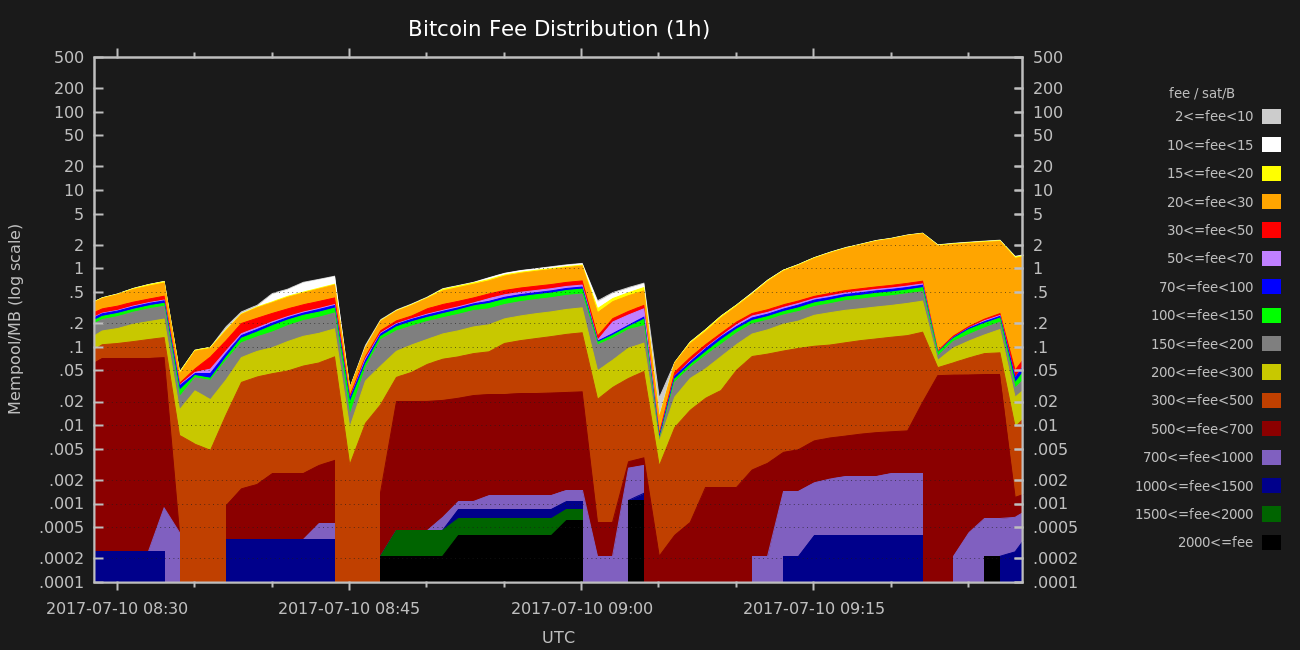 Bitcoin Fee Distribution (1h)
500 500
200 200
100 100
50 50
20 20
10 10
5 5
2 2
1 1
.5 .5
.2 .2
.1 .1
.05 .05
.02 .02
.01 .01
.005 .005
.002 .002
.001 .001
.0005 .0005
.0002 .0002
.0001 .0001
Mempool/MB (log scale)
2017-07-10 08:30 2017-07-10 08:45 2017-07-10 09:00 2017-07-10 09:15
UTC
fee / sat/B
2<=fee<10
10<=fee<15
15<=fee<20
20<=fee<30
30<=fee<50
50<=fee<70
70<=fee<100
100<=fee<150
150<=fee<200
200<=fee<300
300<=fee<500
500<=fee<700
700<=fee<1000
1000<=fee<1500
1500<=fee<2000
2000<=fee